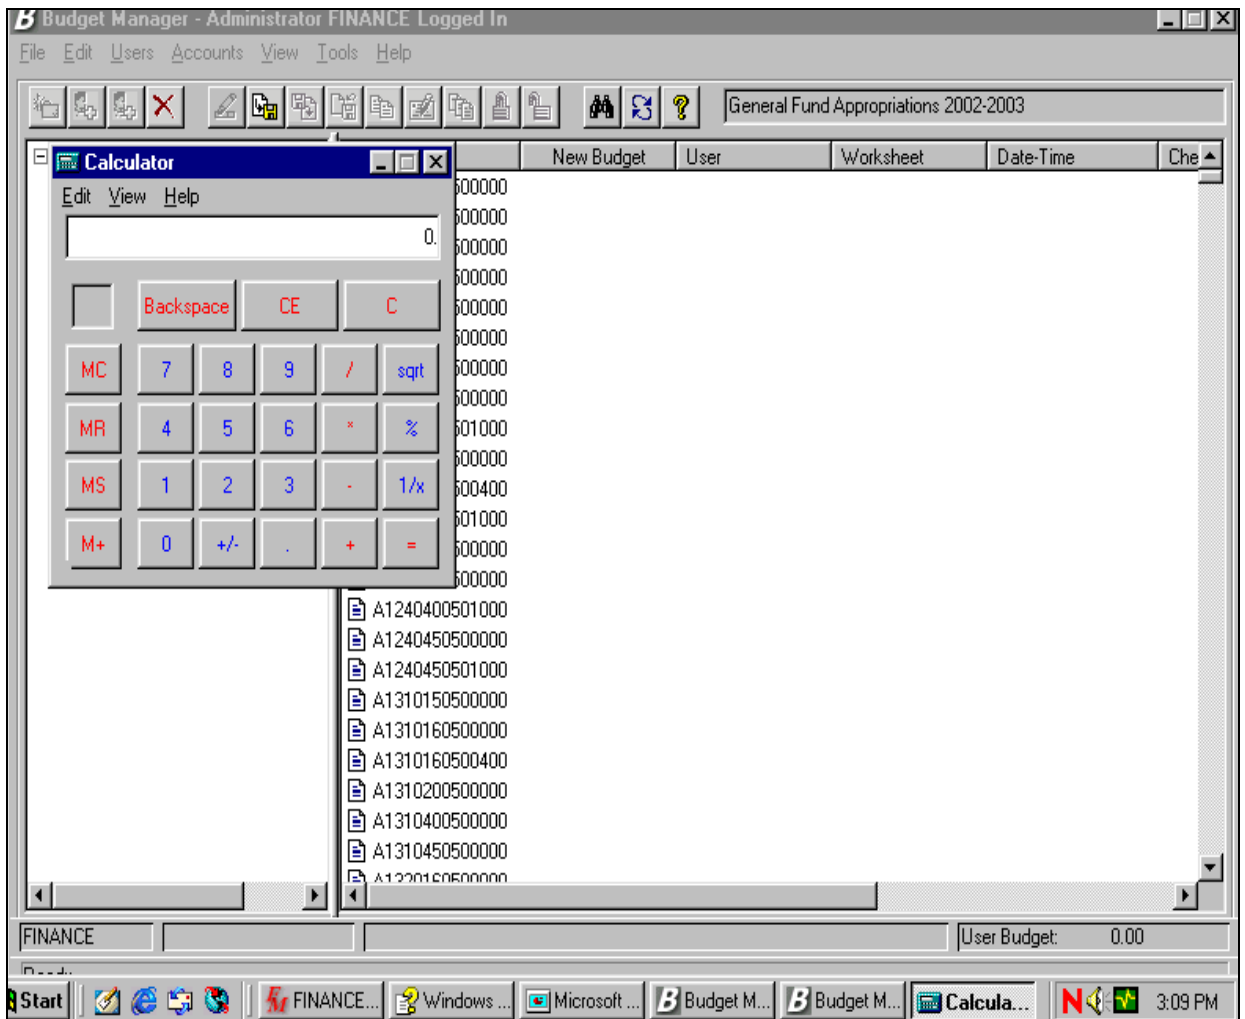 B Budget Manager - Administrator FINANCE Logged In
File Edit Users Accounts View Tools Help
General Fund Appropriations 2002-2003
Calculator
New Budget User Worksheet Date-Time Che
Edit View Help
0.
Backspace CE C
MC 7 8 9 / sqrt
MR 4 5 6 * %
MS 1 2 3 - 1/x
M+ 0 +/- . + =
500000
500000
500000
500000
500000
500000
500000
500000
501000
500000
500400
501000
500000
500000
A1240400501000
A1240450500000
A1240450501000
A1310150500000
A1310160500000
A1310160500400
A1310200500000
A1310400500000
A1310450500000
A1320160500000
FINANCE
User Budget: 0.00
Ready
Start FINANCE... Windows ... Microsoft ... B Budget M... B Budget M... Calcula... N 3:09 PM